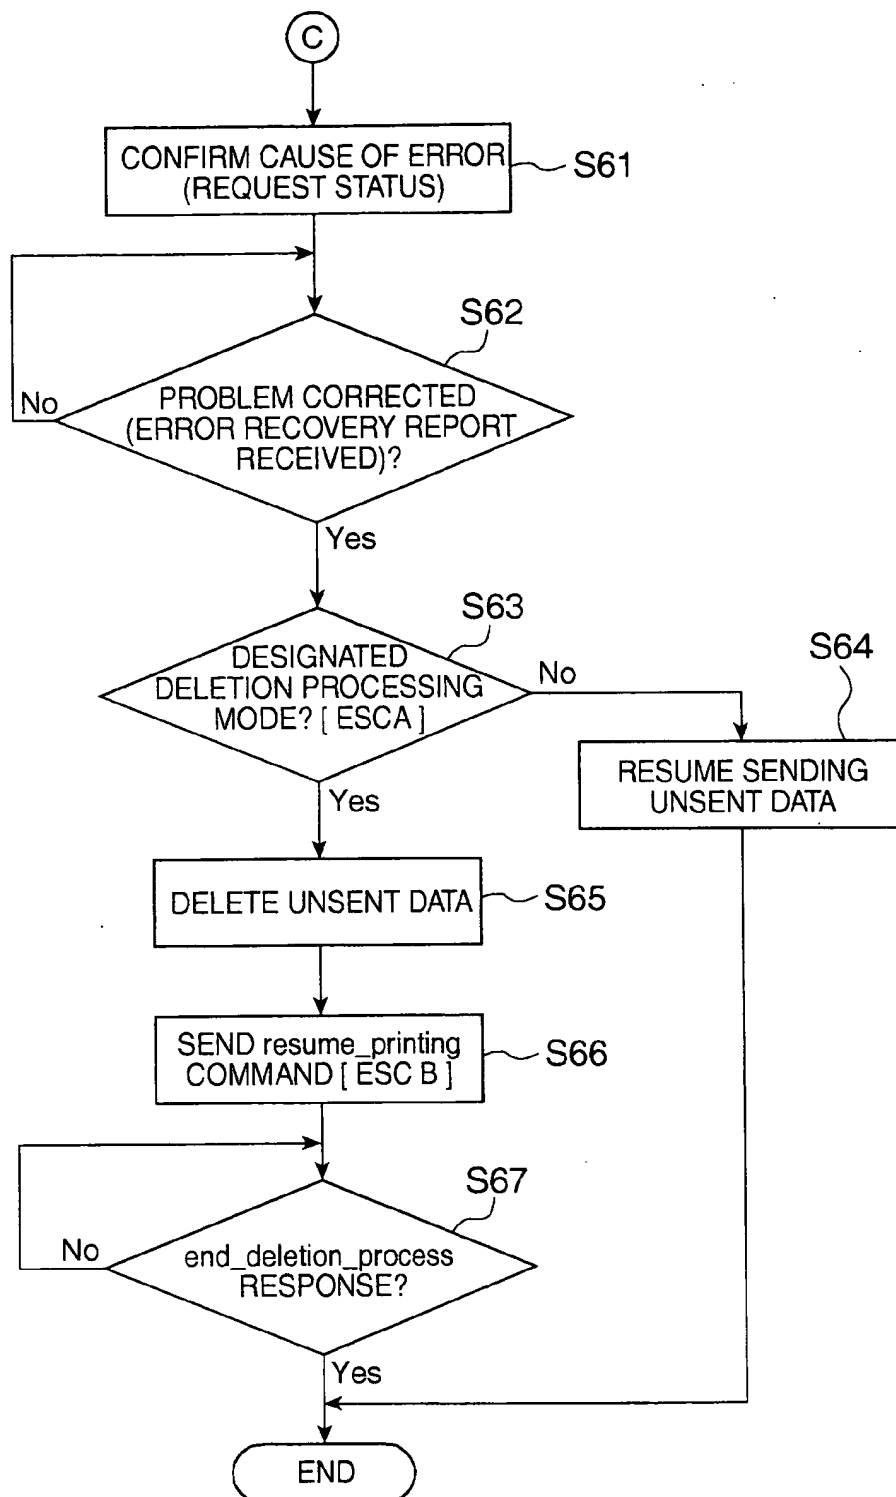 C
CONFIRM CAUSE OF ERROR
(REQUEST STATUS)
S61
S62
No
PROBLEM CORRECTED
(ERROR RECOVERY REPORT
RECEIVED)?
Yes
S63
DESIGNATED
DELETION PROCESSING
MODE? [ ESCA ]
No
S64
RESUME SENDING
UNSENT DATA
Yes
DELETE UNSENT DATA
S65
SEND resume_printing
COMMAND [ ESC B ]
S66
S67
No
end_deletion_process
RESPONSE?
Yes
END